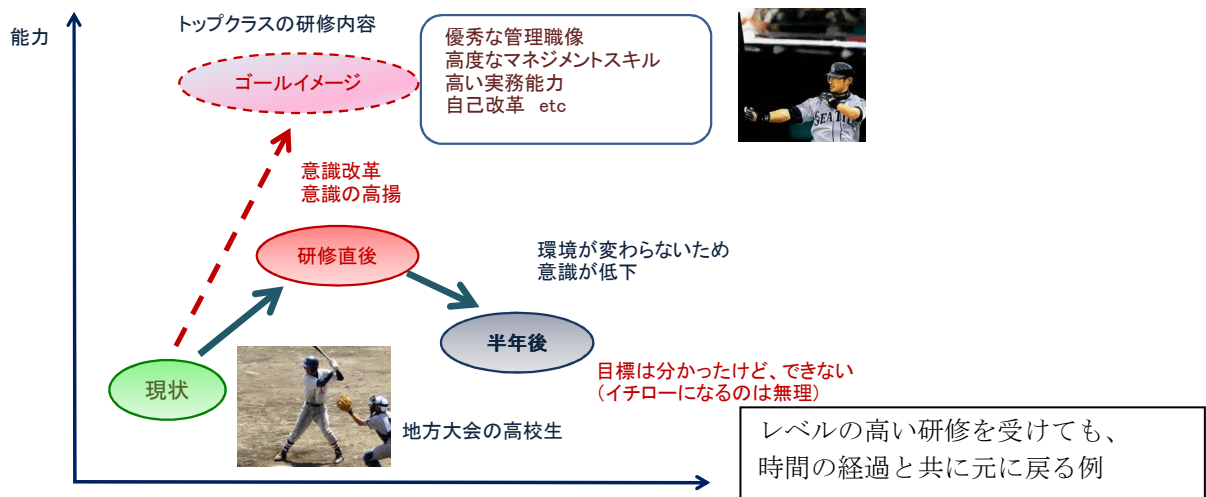 能力
トップクラスの研修内容
優秀な管理職像
高度なマネジメントスキル
高い実務能力
自己改革 etc
ゴールイメージ
SEATTL
意識改革
意識の高揚
研修直後
環境が変わらないため
意識が低下
半年後
現状
目標は分かったけど、できない
(イチローになるのは無理)
地方大会の高校生
レベルの高い研修を受けても、
時間の経過と共に元に戻る例